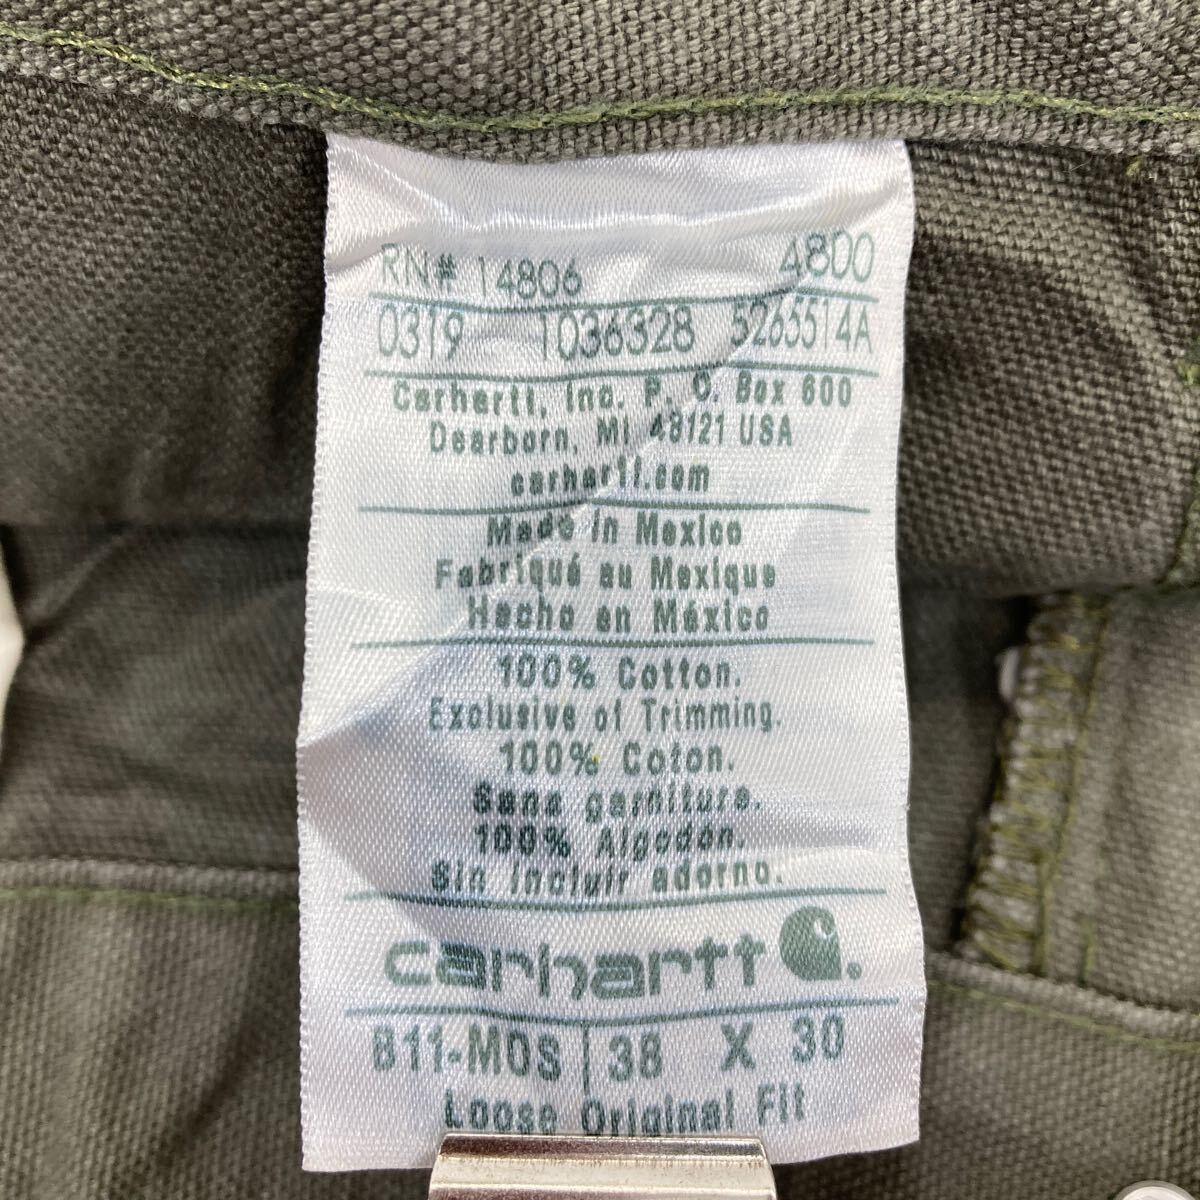 RN# 14806 4800
0319 1036328 5265514A
Carhartt, Inc. P. O. Box 600
Dearborn, MI 48121 USA
carhartt.com
Made in Mexico
Fabriqué au Mexique
Hecho en México
100% Cotton.
Exclusive of Trimming.
100% Coton.
Sans garniture.
100% Algodón.
Sin incluir adorno.
carhartt
B11-MOS 38 X 30
Loose Original Fit